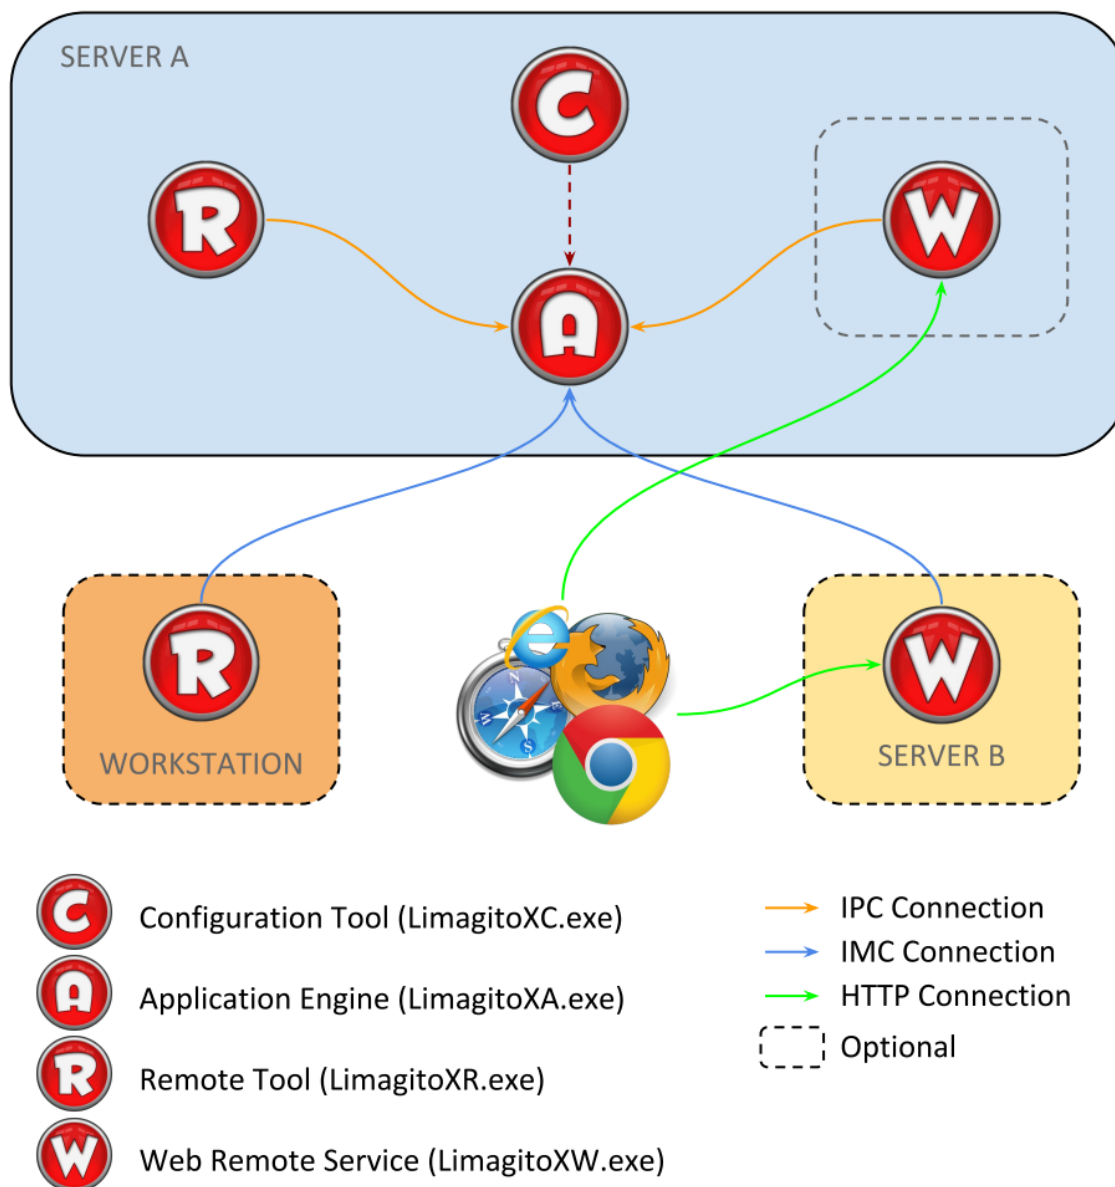 SERVER A
C
R
W
A
R
WORKSTATION
W
SERVER B
C Configuration Tool (LimagitoXC.exe)
A Application Engine (LimagitoXA.exe)
R Remote Tool (LimagitoXR.exe)
W Web Remote Service (LimagitoXW.exe)
IPC Connection
IMC Connection
HTTP Connection
Optional